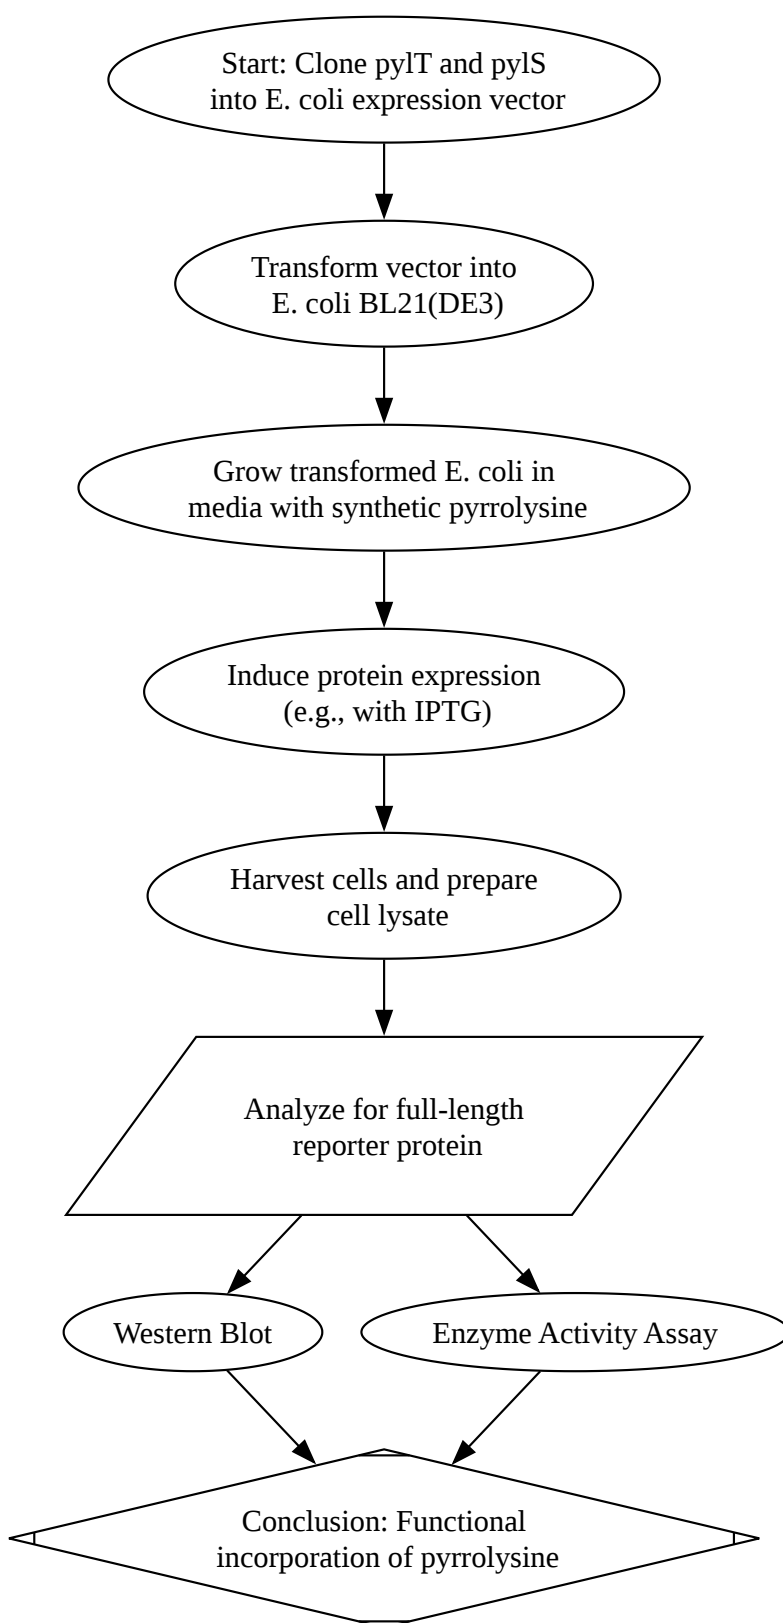 Start: Clone pylT and pylS
into E. coli expression vector
Transform vector into
E. coli BL21(DE3)
Grow transformed E. coli in
media with synthetic pyrrolysine
Induce protein expression
(e.g., with IPTG)
Harvest cells and prepare
cell lysate
Analyze for full-length
reporter protein
Western Blot
Enzyme Activity Assay
Conclusion: Functional
incorporation of pyrrolysine